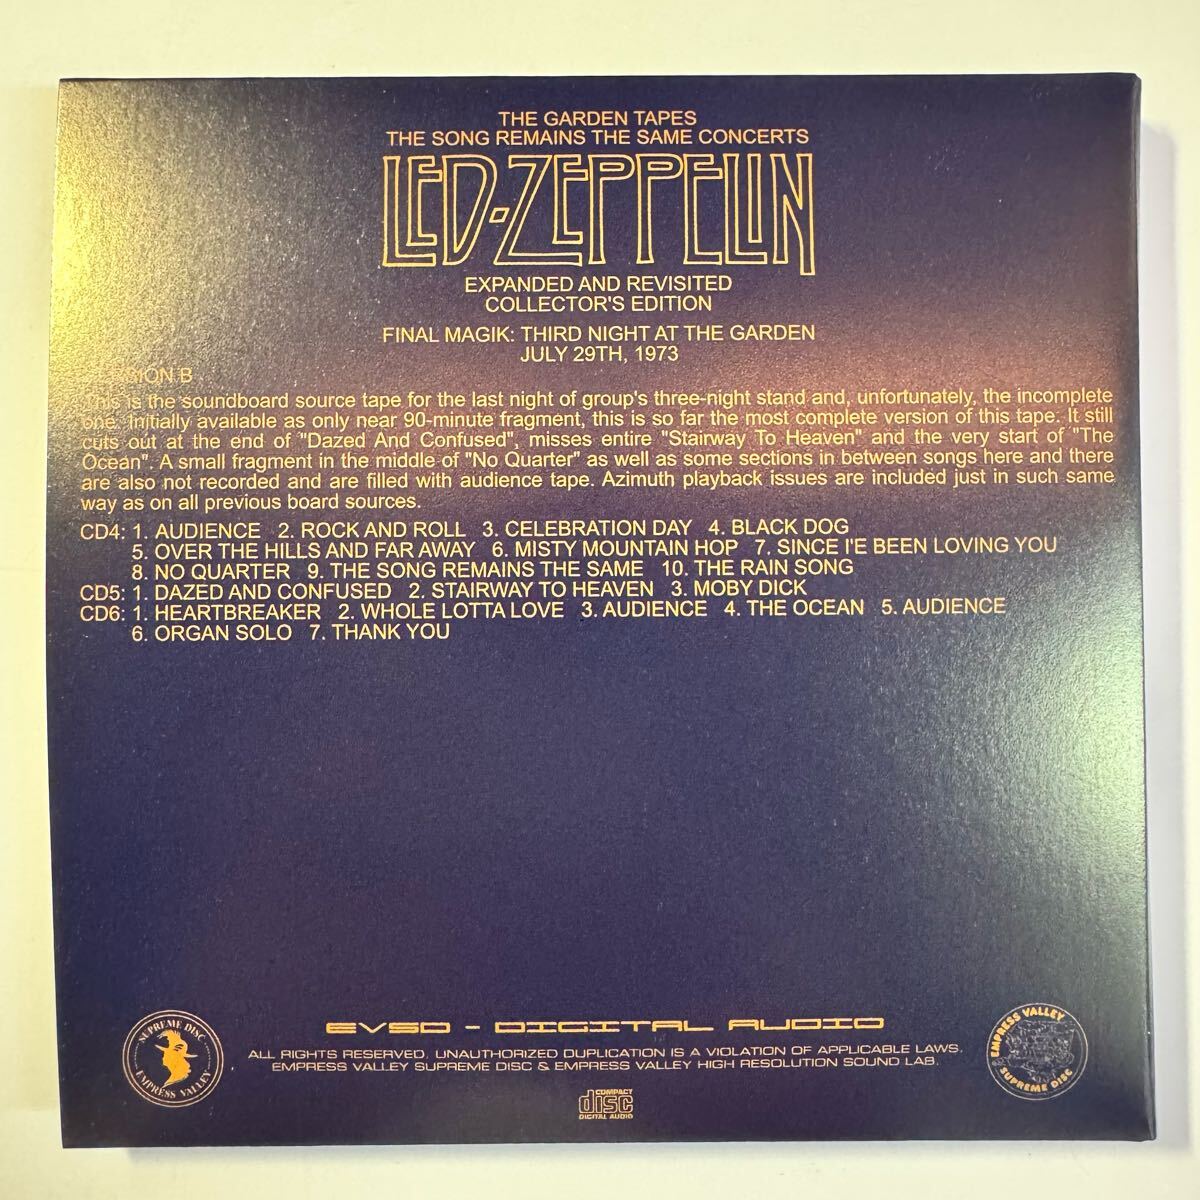 THE GARDEN TAPES
THE SONG REMAINS THE SAME CONCERTS
LED-ZEPPELIN
EXPANDED AND REVISITED
COLLECTOR'S EDITION
FINAL MAGIK: THIRD NIGHT AT THE GARDEN
JULY 29TH, 1973
VERSION B
This is the soundboard source tape for the last night of group's three-night stand and, unfortunately, the incomplete
one. Initially available as only near 90-minute fragment, this is so far the most complete version of this tape. It still
cuts out at the end of "Dazed And Confused", misses entire "Stairway To Heaven" and the very start of "The
Ocean". A small fragment in the middle of "No Quarter" as well as some sections in between songs here and there
are also not recorded and are filled with audience tape. Azimuth playback issues are included just in such same
way as on all previous board sources.
CD4: 1. AUDIENCE 2. ROCK AND ROLL 3. CELEBRATION DAY 4. BLACK DOG
5. OVER THE HILLS AND FAR AWAY 6. MISTY MOUNTAIN HOP 7. SINCE I'E BEEN LOVING YOU
8. NO QUARTER 9. THE SONG REMAINS THE SAME 10. THE RAIN SONG
CD5: 1. DAZED AND CONFUSED 2. STAIRWAY TO HEAVEN 3. MOBY DICK
CD6: 1. HEARTBREAKER 2. WHOLE LOTTA LOVE 3. AUDIENCE 4. THE OCEAN 5. AUDIENCE
6. ORGAN SOLO 7. THANK YOU
SUPREME DISC
EMPRESS VALLEY
EVSD - DIGITAL AUDIO
ALL RIGHTS RESERVED. UNAUTHORIZED DUPLICATION IS A VIOLATION OF APPLICABLE LAWS.
EMPRESS VALLEY SUPREME DISC & EMPRESS VALLEY HIGH RESOLUTION SOUND LAB.
EMPRESS VALLEY
SUPREME DISC
COMPACT
disc
DIGITAL AUDIO